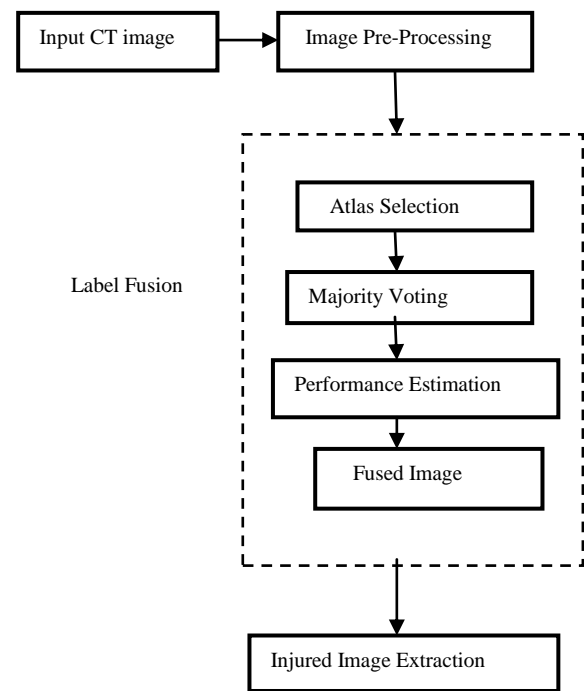 Input CT image
Image Pre-Processing
Atlas Selection
Label Fusion
Majority Voting
Performance Estimation
Fused Image
Injured Image Extraction